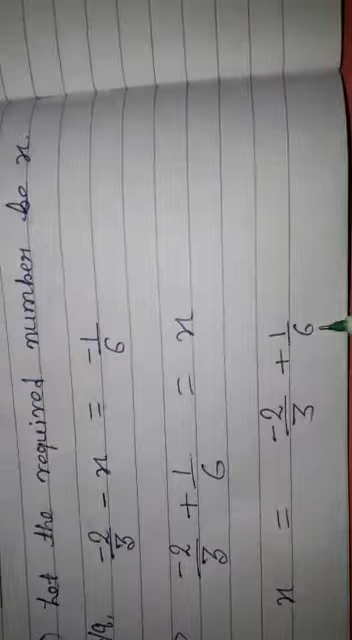 Let the required number be x.
-2/3 - x = -1/6
-2/3 + 1/6 = x
x = -2/3 + 1/6